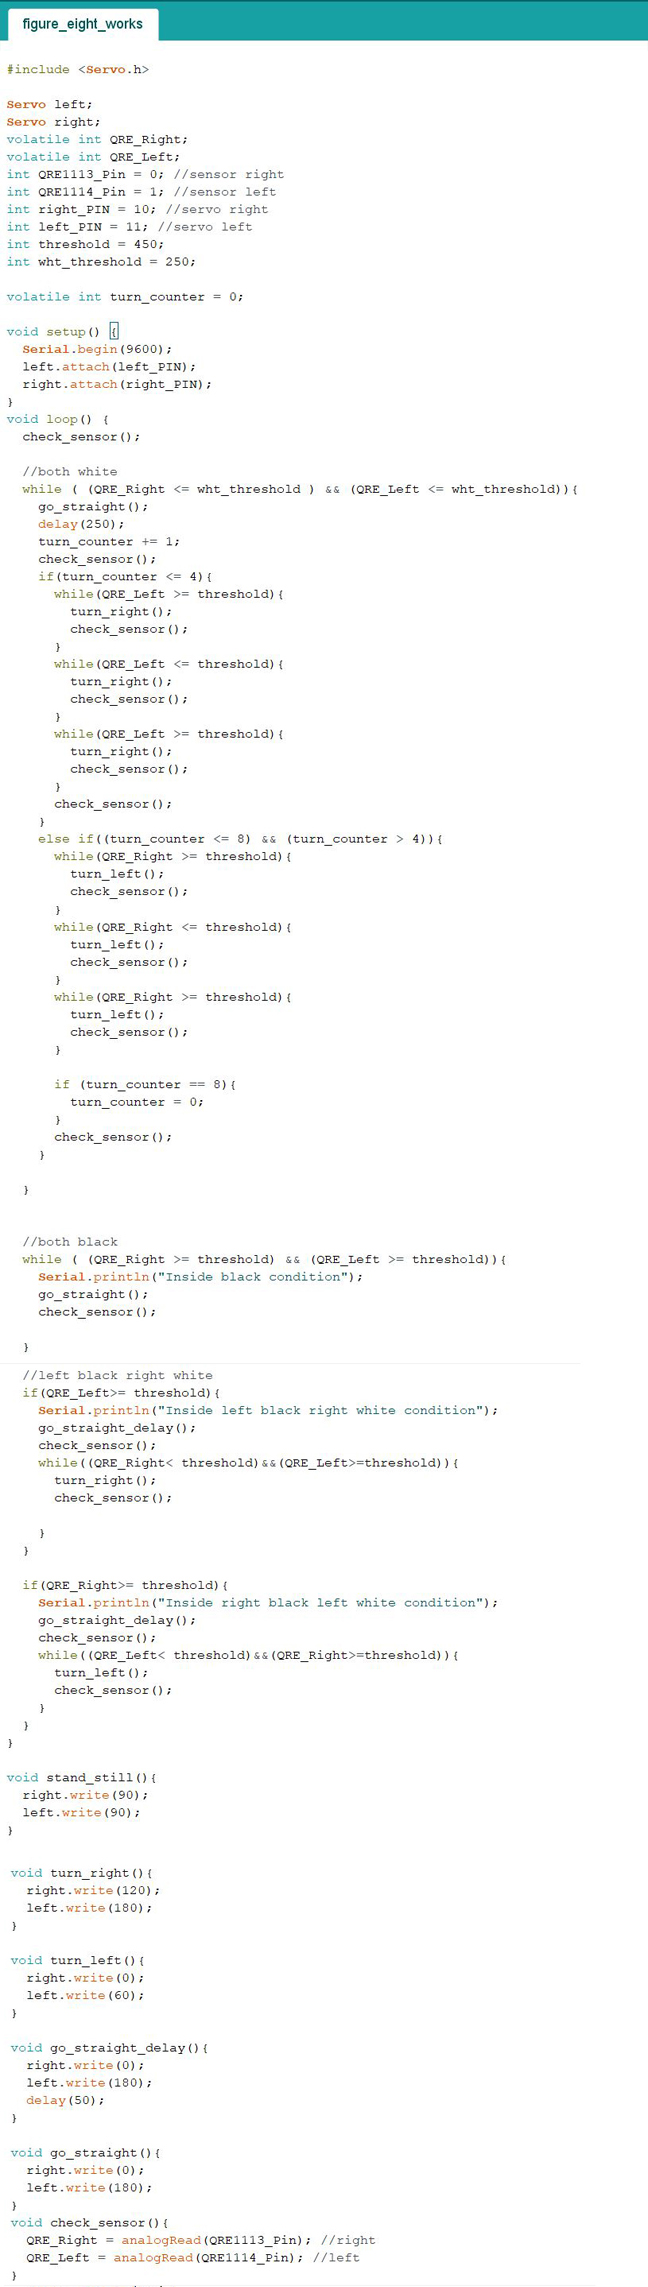 figure_eight_works
#include <Servo.h>
Servo left;
Servo right;
volatile int QRE_Right;
volatile int QRE_Left;
int QRE1113_Pin = 0; //sensor right
int QRE1114_Pin = 1; //sensor left
int right_PIN = 10; //servo right
int left_PIN = 11; //servo left
int threshold = 450;
int wht_threshold = 250;
volatile int turn_counter = 0;
void setup() {
  Serial.begin(9600);
  left.attach(left_PIN);
  right.attach(right_PIN);
}
void loop() {
  check_sensor();
  //both white
  while ( (QRE_Right <= wht_threshold ) && (QRE_Left <= wht_threshold)){
    go_straight();
    delay(250);
    turn_counter += 1;
    check_sensor();
    if(turn_counter <= 4){
      while(QRE_Left >= threshold){
        turn_right();
        check_sensor();
      }
      while(QRE_Left <= threshold){
        turn_right();
        check_sensor();
      }
      while(QRE_Left >= threshold){
        turn_right();
        check_sensor();
      }
      check_sensor();
    }
    else if((turn_counter <= 8) && (turn_counter > 4)){
      while(QRE_Right >= threshold){
        turn_left();
        check_sensor();
      }
      while(QRE_Right <= threshold){
        turn_left();
        check_sensor();
      }
      while(QRE_Right >= threshold){
        turn_left();
        check_sensor();
      }
      if (turn_counter == 8){
        turn_counter = 0;
      }
      check_sensor();
    }
  }
  //both black
  while ( (QRE_Right >= threshold) && (QRE_Left >= threshold)){
    Serial.println("Inside black condition");
    go_straight();
    check_sensor();
  }
  //left black right white
  if(QRE_Left>= threshold){
    Serial.println("Inside left black right white condition");
    go_straight_delay();
    check_sensor();
    while((QRE_Right< threshold)&&(QRE_Left>=threshold)){
      turn_right();
      check_sensor();
    }
  }
  if(QRE_Right>= threshold){
    Serial.println("Inside right black left white condition");
    go_straight_delay();
    check_sensor();
    while((QRE_Left< threshold)&&(QRE_Right>=threshold)){
      turn_left();
      check_sensor();
    }
  }
}
void stand_still(){
  right.write(90);
  left.write(90);
}
void turn_right(){
  right.write(120);
  left.write(180);
}
void turn_left(){
  right.write(0);
  left.write(60);
}
void go_straight_delay(){
  right.write(0);
  left.write(180);
  delay(50);
}
void go_straight(){
  right.write(0);
  left.write(180);
}
void check_sensor(){
  QRE_Right = analogRead(QRE1113_Pin); //right
  QRE_Left = analogRead(QRE1114_Pin); //left
}